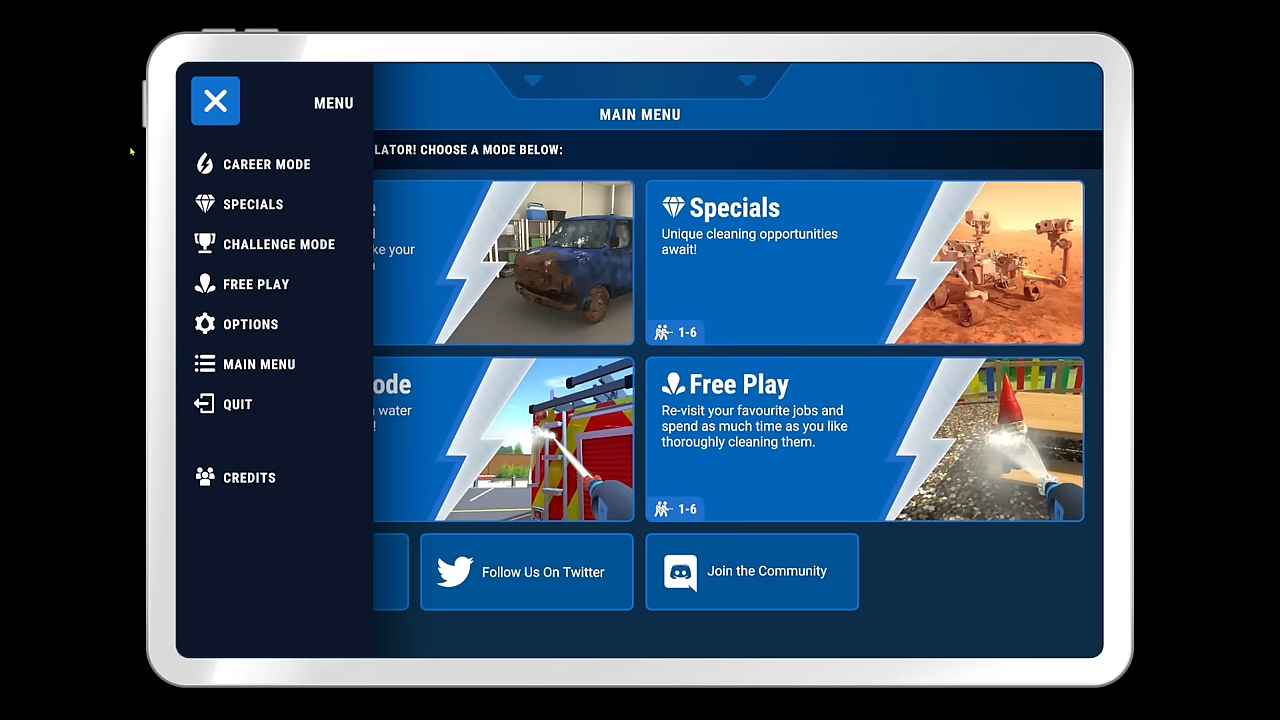 MENU
CAREER MODE
SPECIALS
CHALLENGE MODE
FREE PLAY
OPTIONS
MAIN MENU
QUIT
CREDITS
MAIN MENU
LATOR! CHOOSE A MODE BELOW:
ke your
Specials
Unique cleaning opportunities
await!
1-6
ode
water
Free Play
Re-visit your favourite jobs and
spend as much time as you like
thoroughly cleaning them.
1-6
Follow Us On Twitter
Join the Community